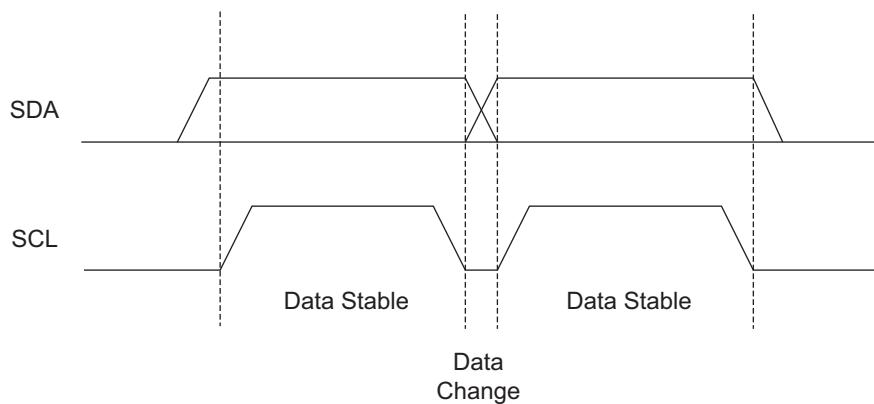 SDA
SCL
Data Stable
Data Stable
Data
Change